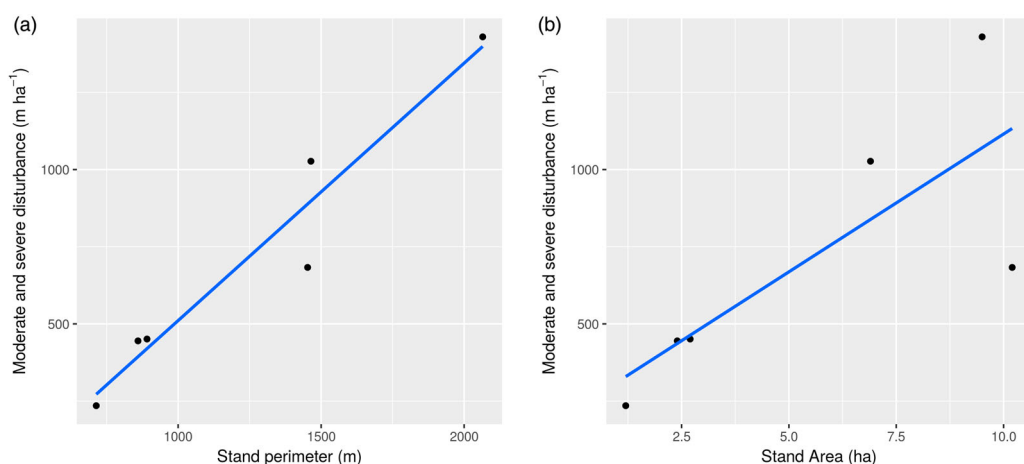 (a)
Moderate and severe disturbance (m ha⁻¹)
1000
500
1000
1500
2000
Stand perimeter (m)
(b)
Moderate and severe disturbance (m ha⁻¹)
1000
500
2.5
5.0
7.5
10.0
Stand Area (ha)